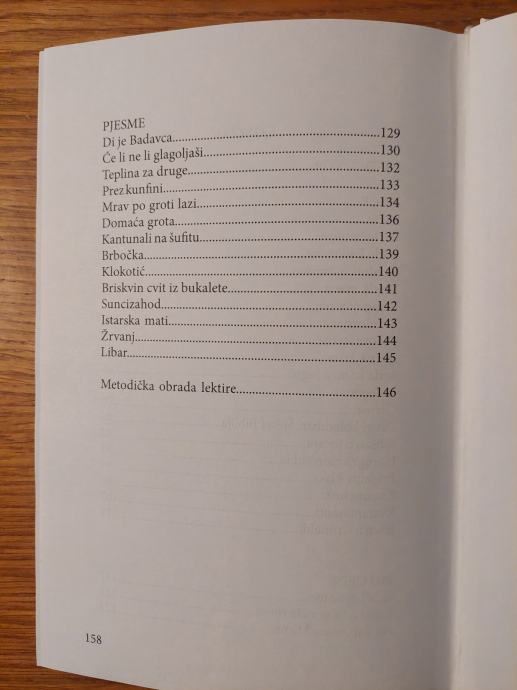 PJESME
Di je Badavca........................................................129
Če li ne li glagoljaši................................................130
Teplina za druge....................................................132
Prez kunfini...........................................................133
Mrav po groti lazi..................................................134
Domaća grota........................................................136
Kantunali na šufitu.................................................137
Brbočka................................................................139
Klokotić................................................................140
Briskvin cvit iz bukalete.........................................141
Suncizahod...........................................................142
Istarska mati.........................................................143
Žrvanj...................................................................144
Libar.....................................................................145
Metodička obrada lektire.......................................146
158